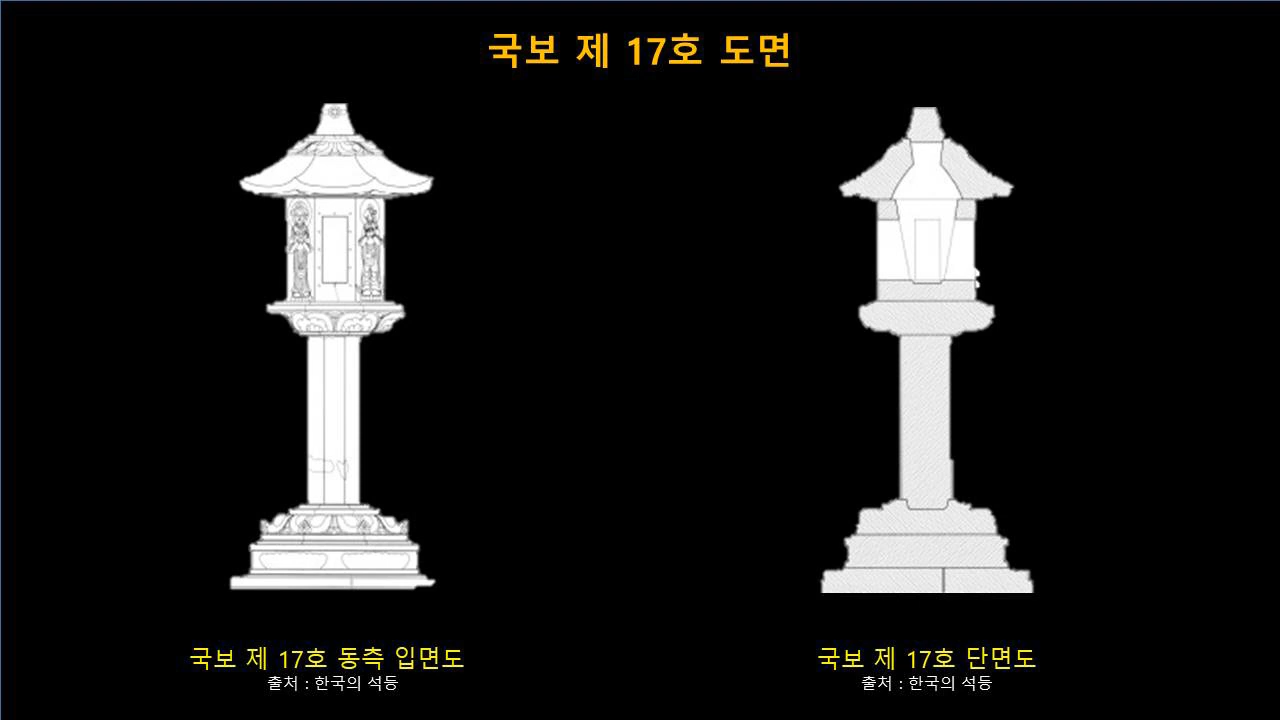 국보 제 17호 도면
국보 제 17호 동측 입면도
출처 : 한국의 석등
국보 제 17호 단면도
출처 : 한국의 석등